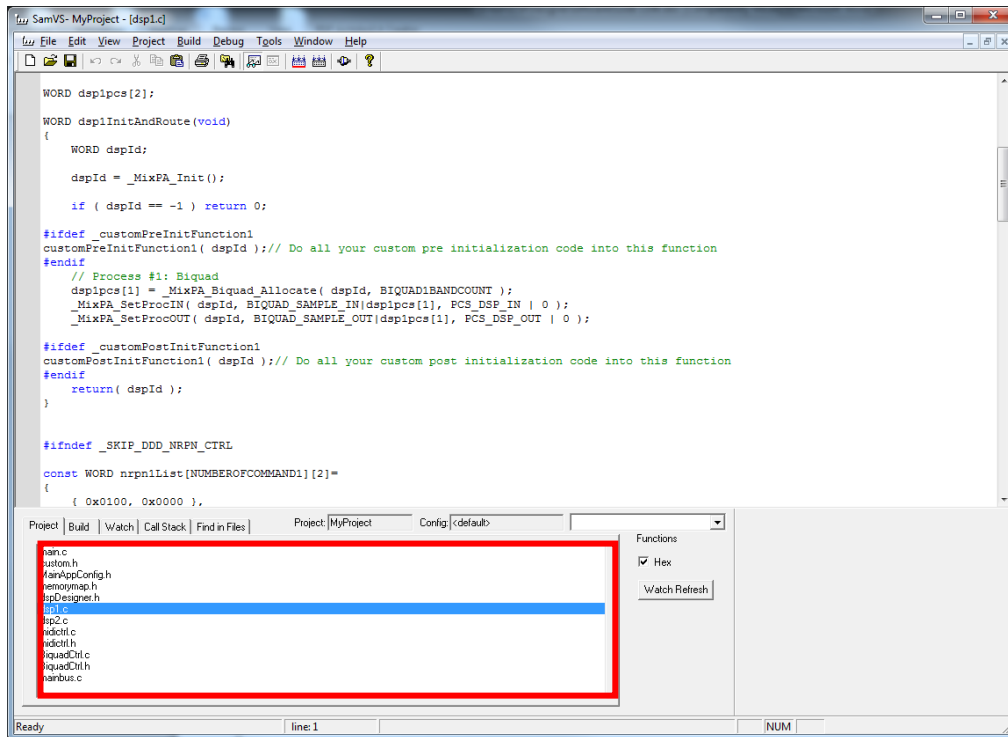 SamVS- MyProject - [dsp1.c]
File Edit View Project Build Debug Tools Window Help
WORD dsp1pcs[2];
WORD dsp1InitAndRoute(void)
{
WORD dspId;
dspId = _MixPA_Init();
if ( dspId == -1 ) return 0;
#ifdef _customPreInitFunction1
customPreInitFunction1( dspId );// Do all your custom pre initialization code into this function
#endif
// Process #1: Biquad
dsp1pcs[1] = _MixPA_Biquad_Allocate( dspId, BIQUAD1BANDCOUNT );
_MixPA_SetProcIN( dspId, BIQUAD_SAMPLE_IN|dsp1pcs[1], PCS_DSP_IN | 0 );
_MixPA_SetProcOUT( dspId, BIQUAD_SAMPLE_OUT|dsp1pcs[1], PCS_DSP_OUT | 0 );
#ifdef _customPostInitFunction1
customPostInitFunction1( dspId );// Do all your custom post initialization code into this function
#endif
return( dspId );
}
#ifndef _SKIP_DDD_NRPN_CTRL
const WORD nrpn1List[NUMBEROFCOMMAND1][2]=
{
{ 0x0100, 0x0000 },
Project Build Watch Call Stack Find in Files Project: MyProject Config: <default>
Functions
Hex
Watch Refresh
main.c
custom.h
MainAppConfig.h
memorymap.h
dspDesigner.h
dsp1.c
dsp2.c
midictrl.c
midictrl.h
BiquadCtrl.c
BiquadCtrl.h
mainbus.c
Ready line: 1 NUM